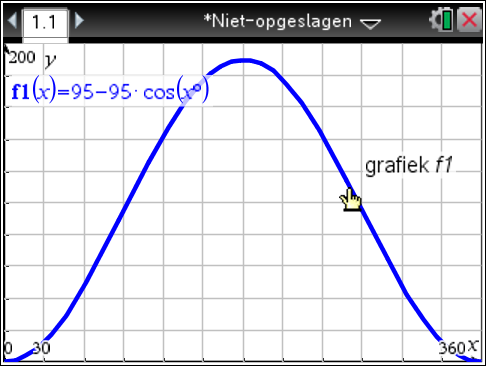 1.1 *Niet-opgeslagen
200 y
f1(x)=95-95·cos(x°)
grafiek f1
0 30 360 x